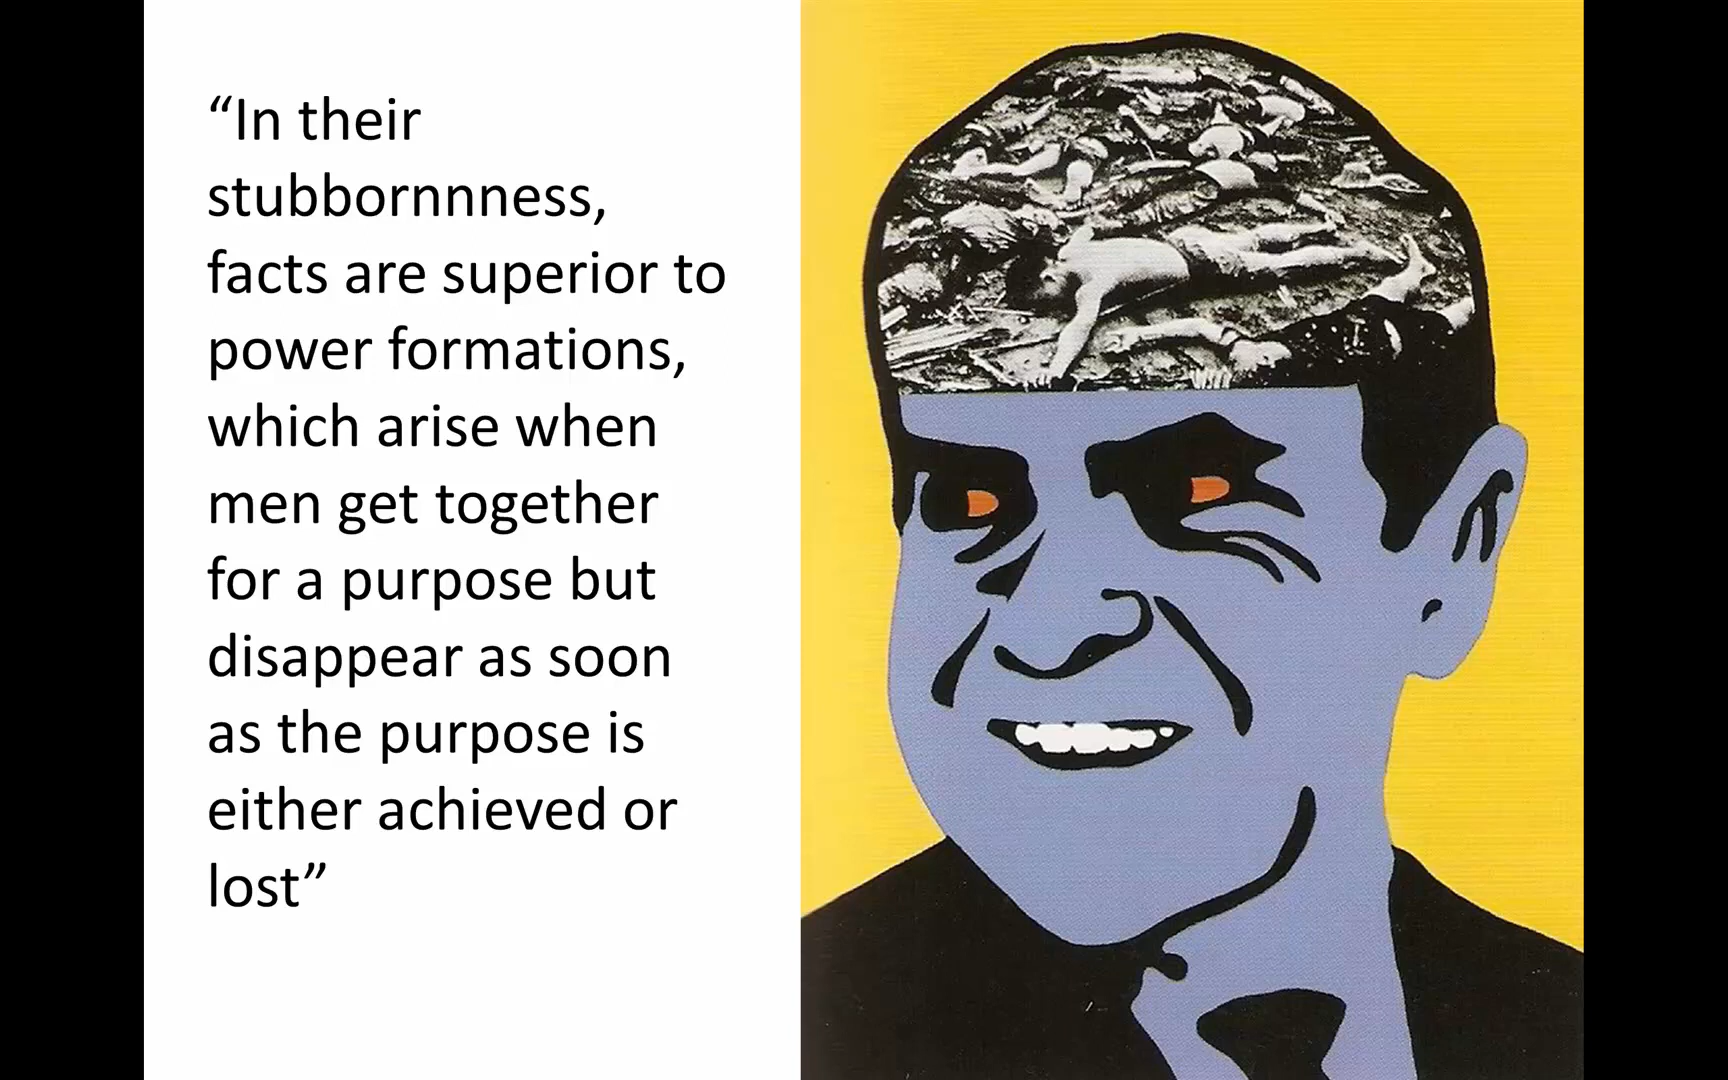 “In their
stubbornnness,
facts are superior to
power formations,
which arise when
men get together
for a purpose but
disappear as soon
as the purpose is
either achieved or
lost”